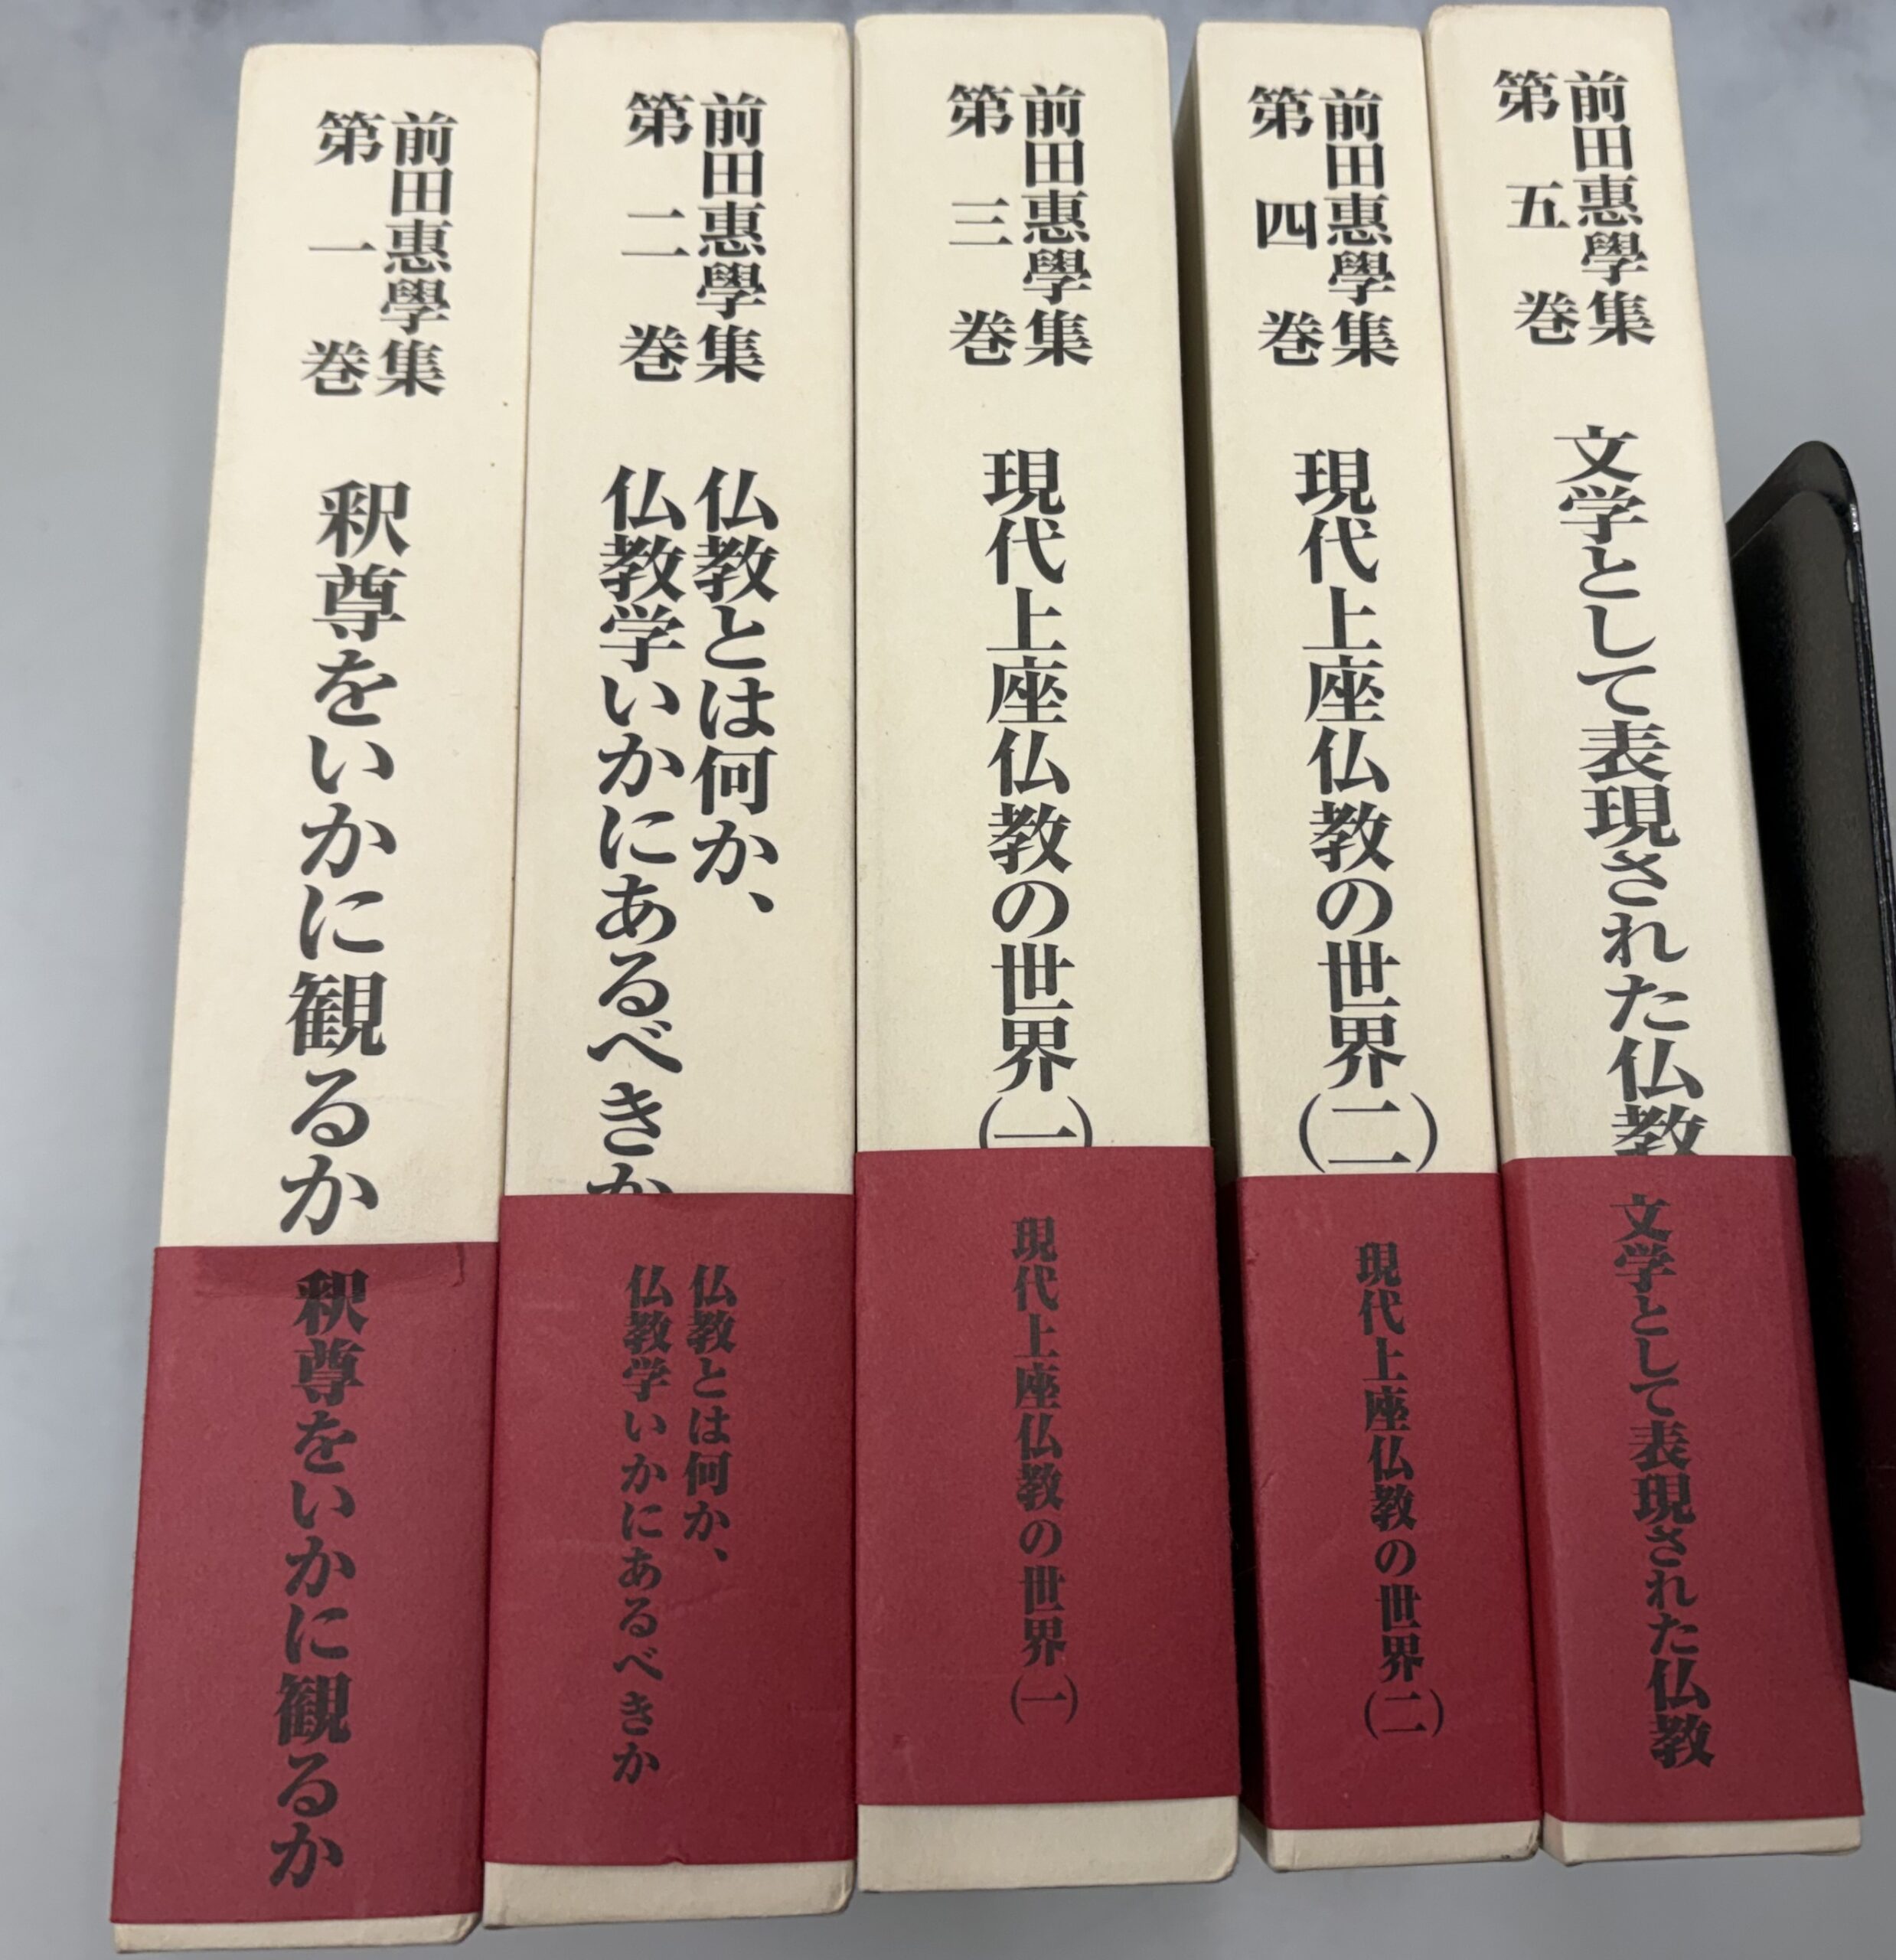 前田惠學集
第一巻
釈尊をいかに観るか
釈尊をいかに観るか
前田惠學集
第二巻
仏教とは何か、
仏教学いかにあるべきか
仏教とは何か、
仏教学いかにあるべきか
前田惠學集
第三巻
現代上座仏教の世界(一)
現代上座仏教の世界(一)
前田惠學集
第四巻
現代上座仏教の世界(二)
現代上座仏教の世界(二)
前田惠學集
第五巻
文学として表現された仏教
文学として表現された仏教